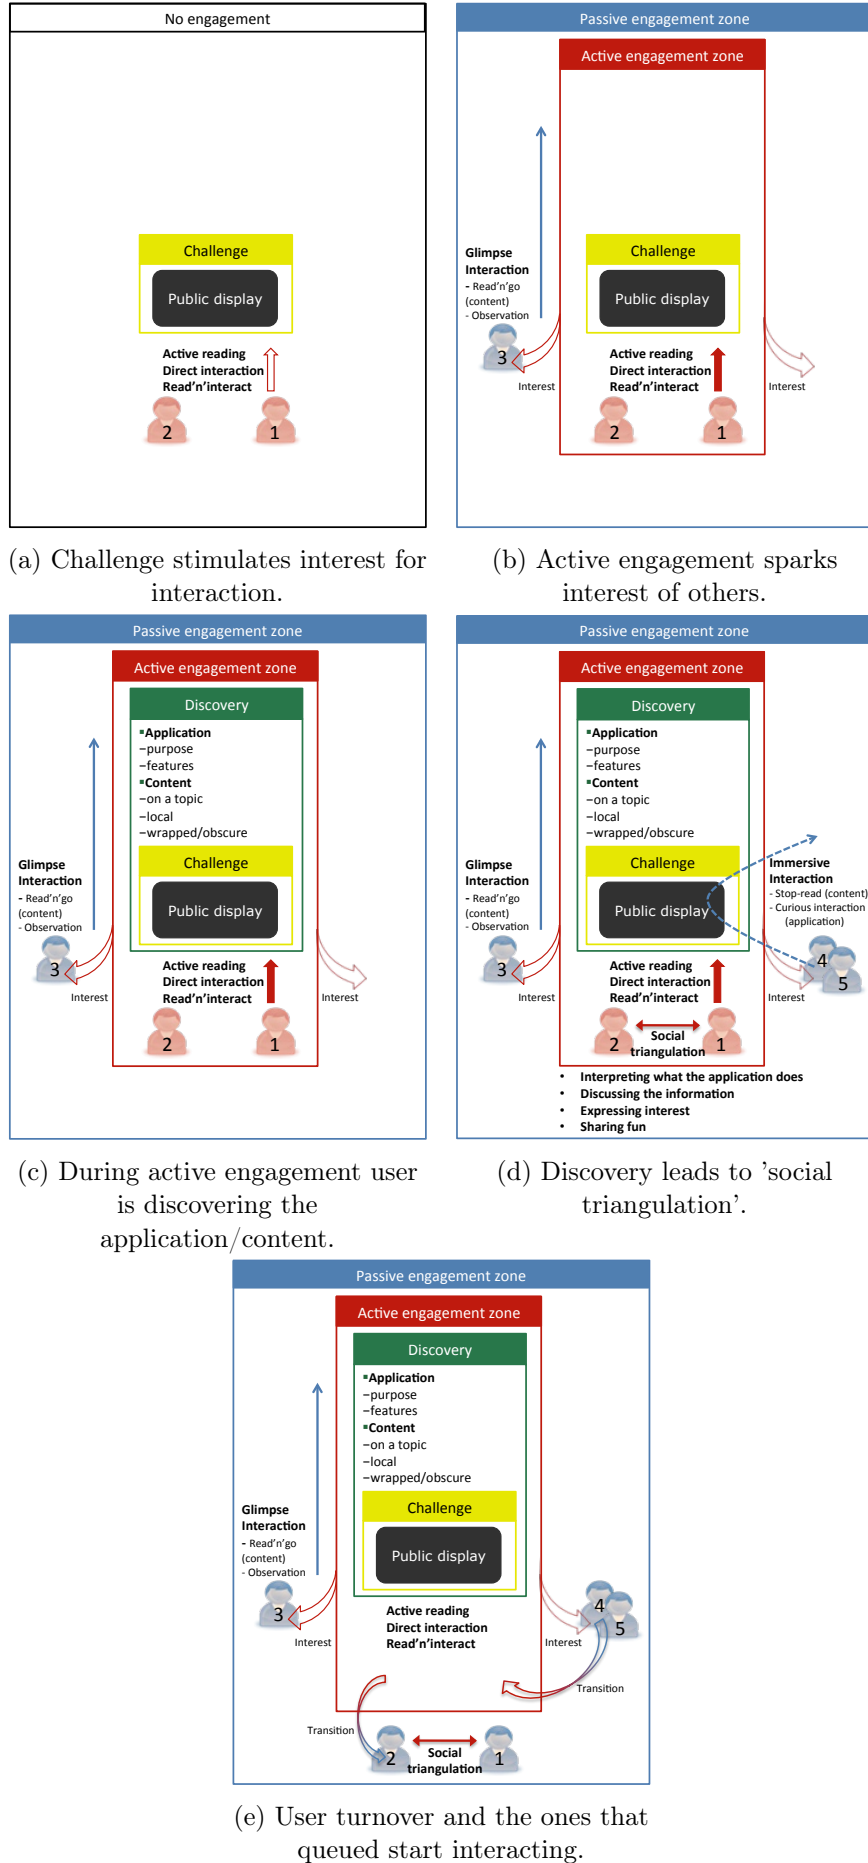 No engagement
Challenge
Public display
Active reading
Direct interaction
Read'n'interact
2
1
(a) Challenge stimulates interest for
interaction.
Passive engagement zone
Active engagement zone
Glimpse
Interaction
- Read'n'go
(content)
- Observation
3
Interest
Challenge
Public display
Active reading
Direct interaction
Read'n'interact
2
1
Interest
(b) Active engagement sparks
interest of others.
Passive engagement zone
Active engagement zone
Discovery
▪Application
–purpose
–features
▪Content
–on a topic
–local
–wrapped/obscure
Challenge
Public display
Glimpse
Interaction
- Read'n'go
(content)
- Observation
3
Interest
Active reading
Direct interaction
Read'n'interact
2
1
Interest
(c) During active engagement user
is discovering the
application/content.
Passive engagement zone
Active engagement zone
Discovery
▪Application
–purpose
–features
▪Content
–on a topic
–local
–wrapped/obscure
Challenge
Public display
Glimpse
Interaction
- Read'n'go
(content)
- Observation
3
Interest
Immersive
Interaction
- Stop-read (content)
- Curious interaction
(application)
4
5
Interest
Active reading
Direct interaction
Read'n'interact
2
1
Social
triangulation
• Interpreting what the application does
• Discussing the information
• Expressing interest
• Sharing fun
(d) Discovery leads to 'social
triangulation'.
Passive engagement zone
Active engagement zone
Discovery
▪Application
–purpose
–features
▪Content
–on a topic
–local
–wrapped/obscure
Challenge
Public display
Glimpse
Interaction
- Read'n'go
(content)
- Observation
3
Interest
Active reading
Direct interaction
Read'n'interact
4
5
Interest
Transition
Transition
2
1
Social
triangulation
(e) User turnover and the ones that
queued start interacting.